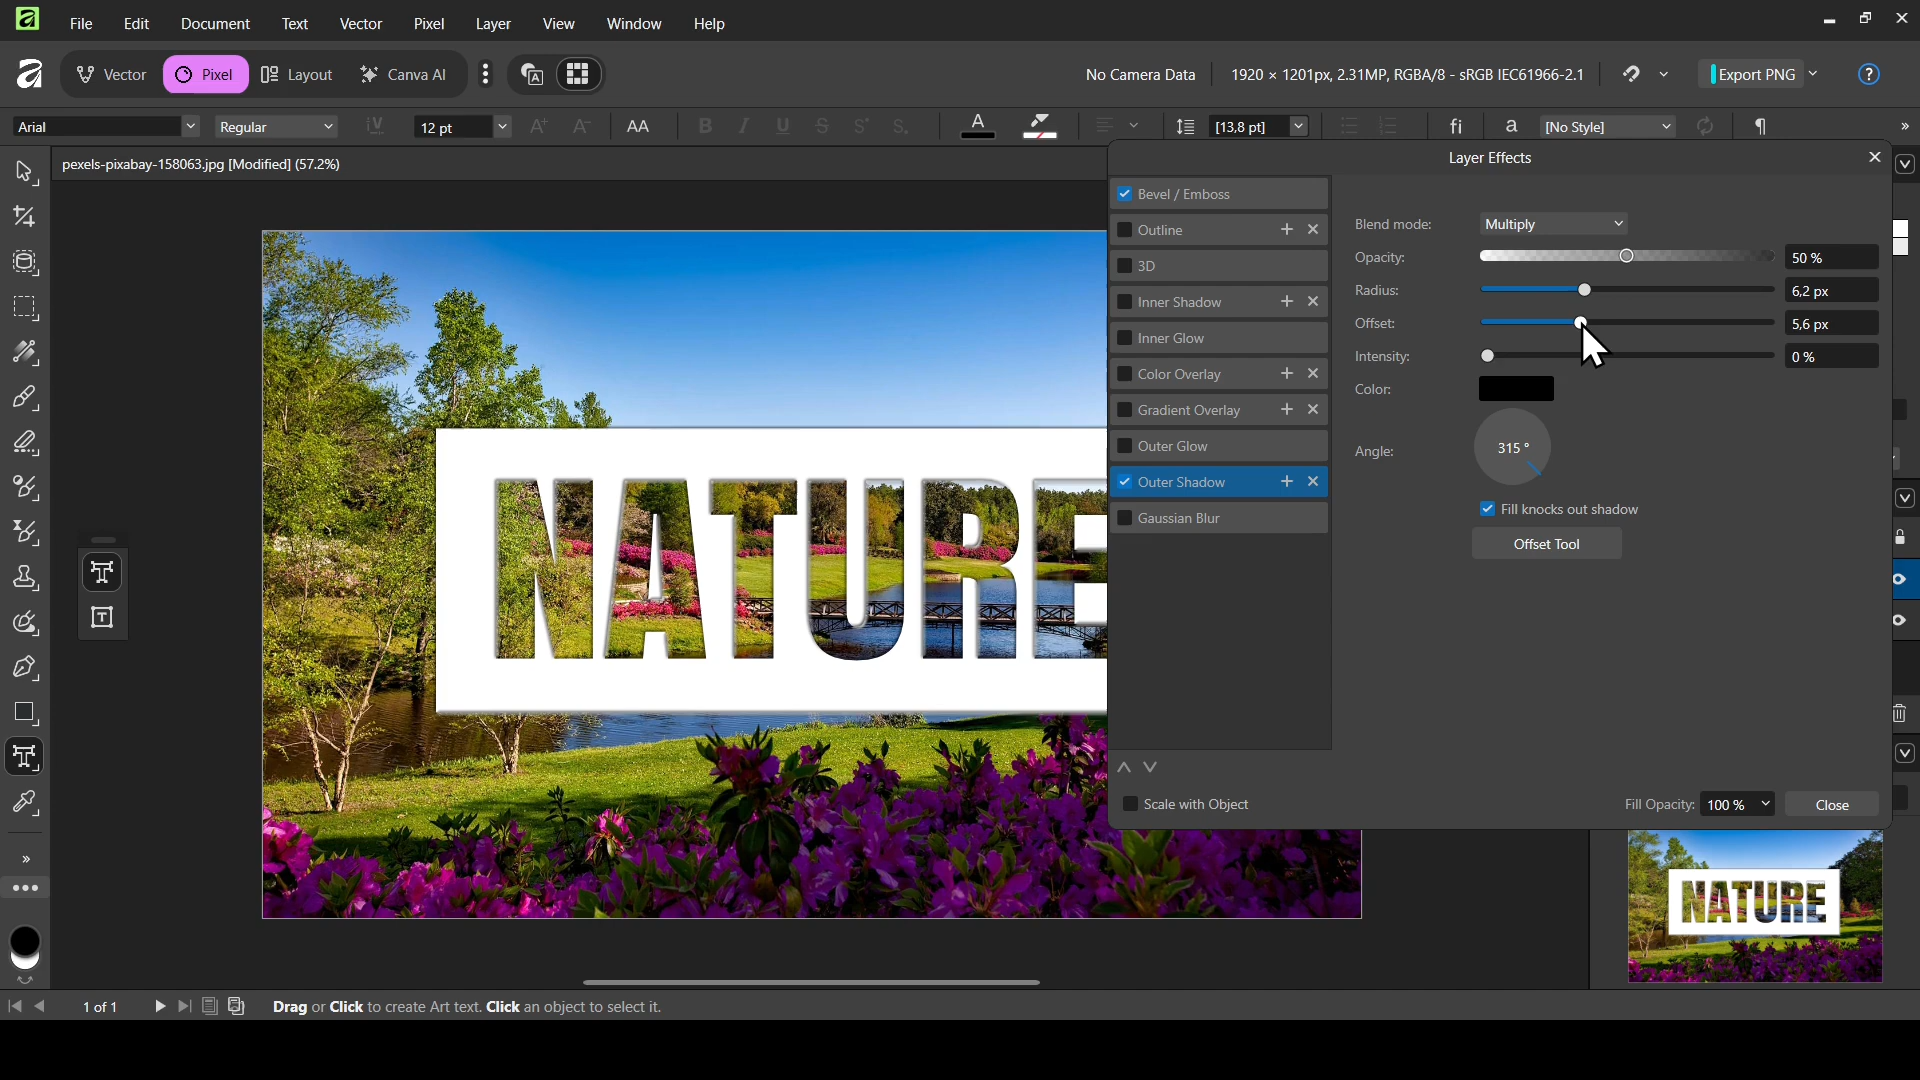 File Edit Document Text Vector Pixel Layer View Window Help
Vector Pixel Layout Canva AI No Camera Data 1920 × 1201px, 2.31MP, RGBA/8 - sRGB IEC61966-2.1 Export PNG ?
Arial Regular 12 pt A+ A- AA B I U S S S A [13,8 pt] fi a [No Style] ¶ »
pexels-pixabay-158063.jpg [Modified] (57.2%)
Layer Effects
Bevel / Emboss
Outline
3D
Inner Shadow
Inner Glow
Color Overlay
Gradient Overlay
Outer Glow
Outer Shadow
Gaussian Blur
Blend mode: Multiply
Opacity: 50 %
Radius: 6,2 px
Offset: 5,6 px
Intensity: 0 %
Color:
Angle: 315 °
Fill knocks out shadow
Offset Tool
Scale with Object
Fill Opacity: 100 % Close
NATURE
NATURE
1 of 1 Drag or Click to create Art text. Click an object to select it.